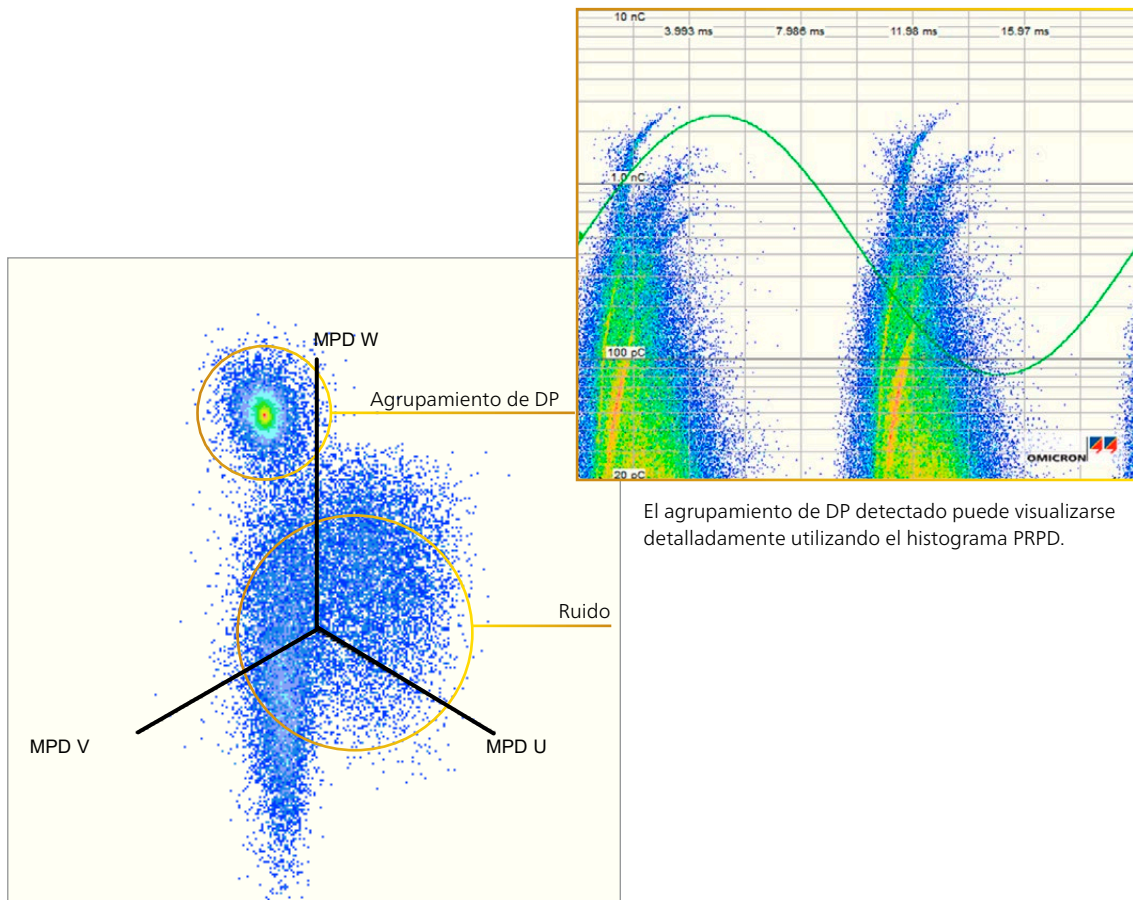 10 nC
3.993 ms
7.986 ms
11.98 ms
15.97 ms
1.0 nC
100 pC
20 pC
OMICRON
El agrupamiento de DP detectado puede visualizarse
detalladamente utilizando el histograma PRPD.
MPD W
Agrupamiento de DP
Ruido
MPD V
MPD U